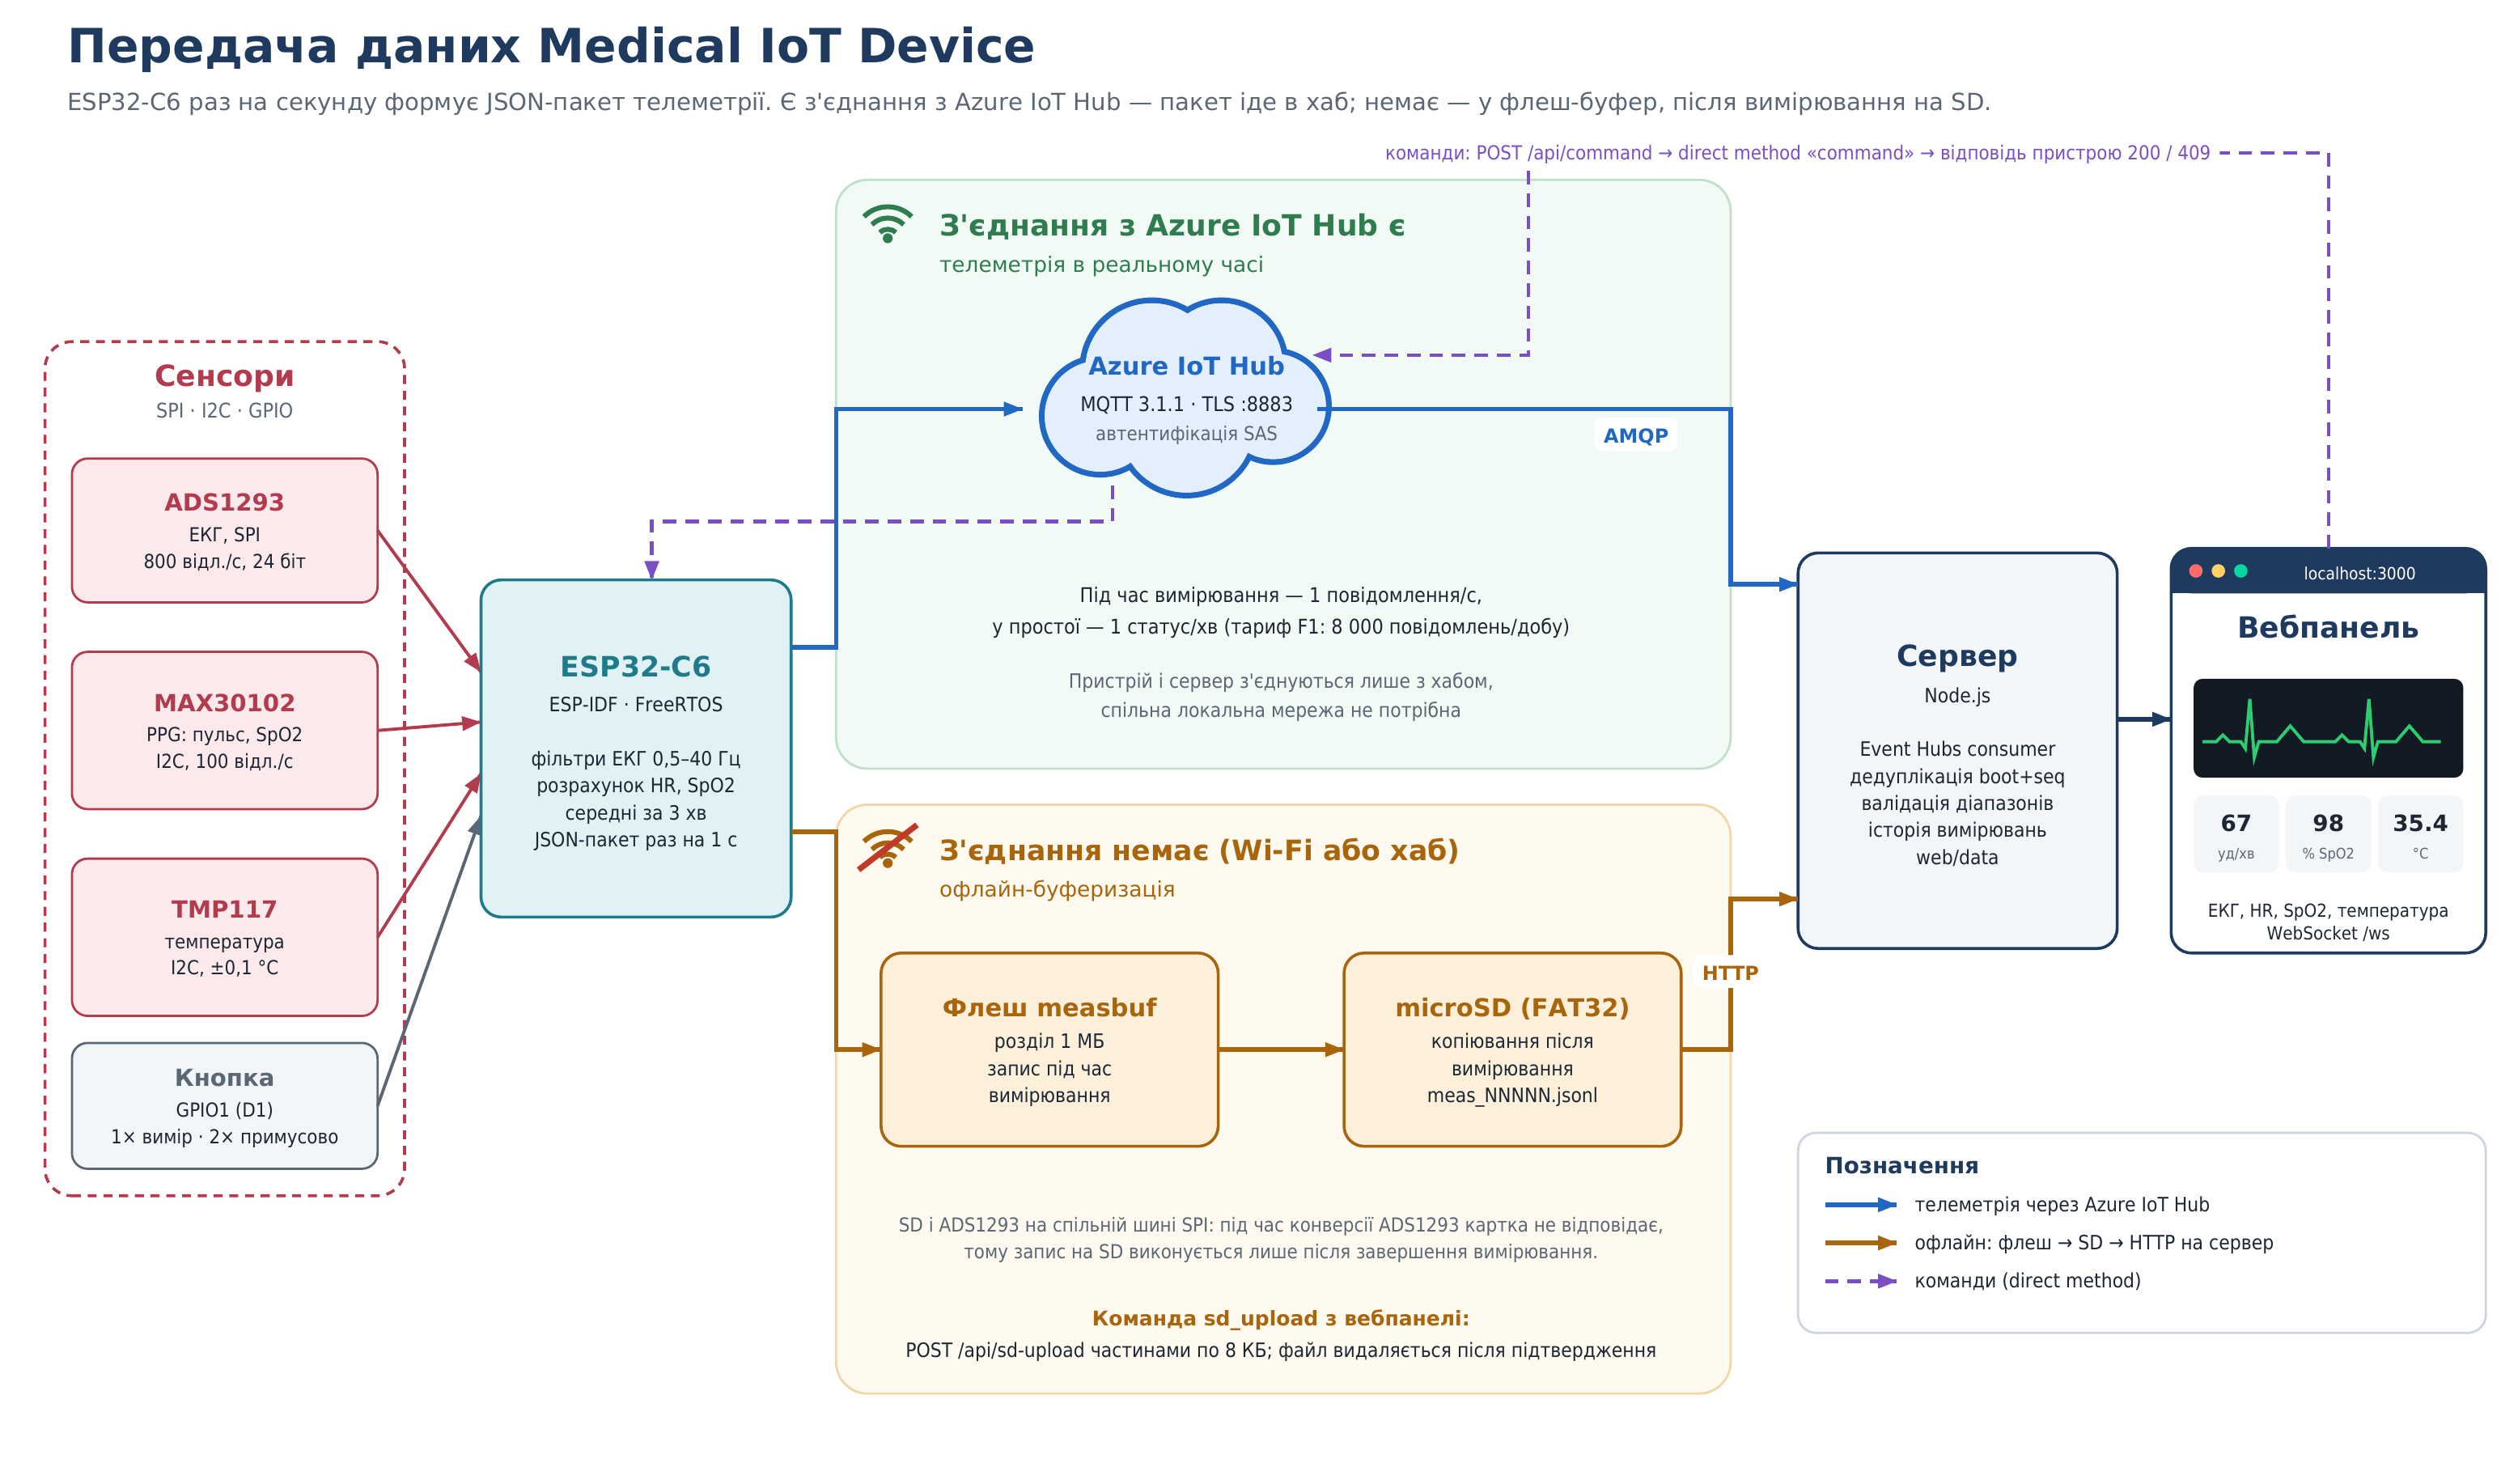 Передача даних Medical IoT Device
ESP32-C6 раз на секунду формує JSON-пакет телеметрії. Є з'єднання з Azure IoT Hub — пакет іде в хаб; немає — у флеш-буфер, після вимірювання на SD.
команди: POST /api/command → direct method «command» → відповідь пристрою 200 / 409
Сенсори
SPI · I2C · GPIO
ADS1293
ЕКГ, SPI
800 відл./с, 24 біт
MAX30102
PPG: пульс, SpO2
I2C, 100 відл./с
TMP117
температура
I2C, ±0,1 °C
Кнопка
GPIO1 (D1)
1× вимір · 2× примусово
ESP32-C6
ESP-IDF · FreeRTOS
фільтри ЕКГ 0,5–40 Гц
розрахунок HR, SpO2
середні за 3 хв
JSON-пакет раз на 1 с
З'єднання з Azure IoT Hub є
телеметрія в реальному часі
Azure IoT Hub
MQTT 3.1.1 · TLS :8883
автентифікація SAS
AMQP
Під час вимірювання — 1 повідомлення/с,
у простої — 1 статус/хв (тариф F1: 8 000 повідомлень/добу)
Пристрій і сервер з'єднуються лише з хабом,
спільна локальна мережа не потрібна
З'єднання немає (Wi-Fi або хаб)
офлайн-буферизація
Флеш measbuf
розділ 1 МБ
запис під час
вимірювання
microSD (FAT32)
копіювання після
вимірювання
meas_NNNNN.jsonl
HTTP
SD і ADS1293 на спільній шині SPI: під час конверсії ADS1293 картка не відповідає,
тому запис на SD виконується лише після завершення вимірювання.
Команда sd_upload з вебпанелі:
POST /api/sd-upload частинами по 8 КБ; файл видаляється після підтвердження
Сервер
Node.js
Event Hubs consumer
дедуплікація boot+seq
валідація діапазонів
історія вимірювань
web/data
localhost:3000
Вебпанель
67
уд/хв
98
% SpO2
35.4
°C
ЕКГ, HR, SpO2, температура
WebSocket /ws
Позначення
телеметрія через Azure IoT Hub
офлайн: флеш → SD → HTTP на сервер
команди (direct method)